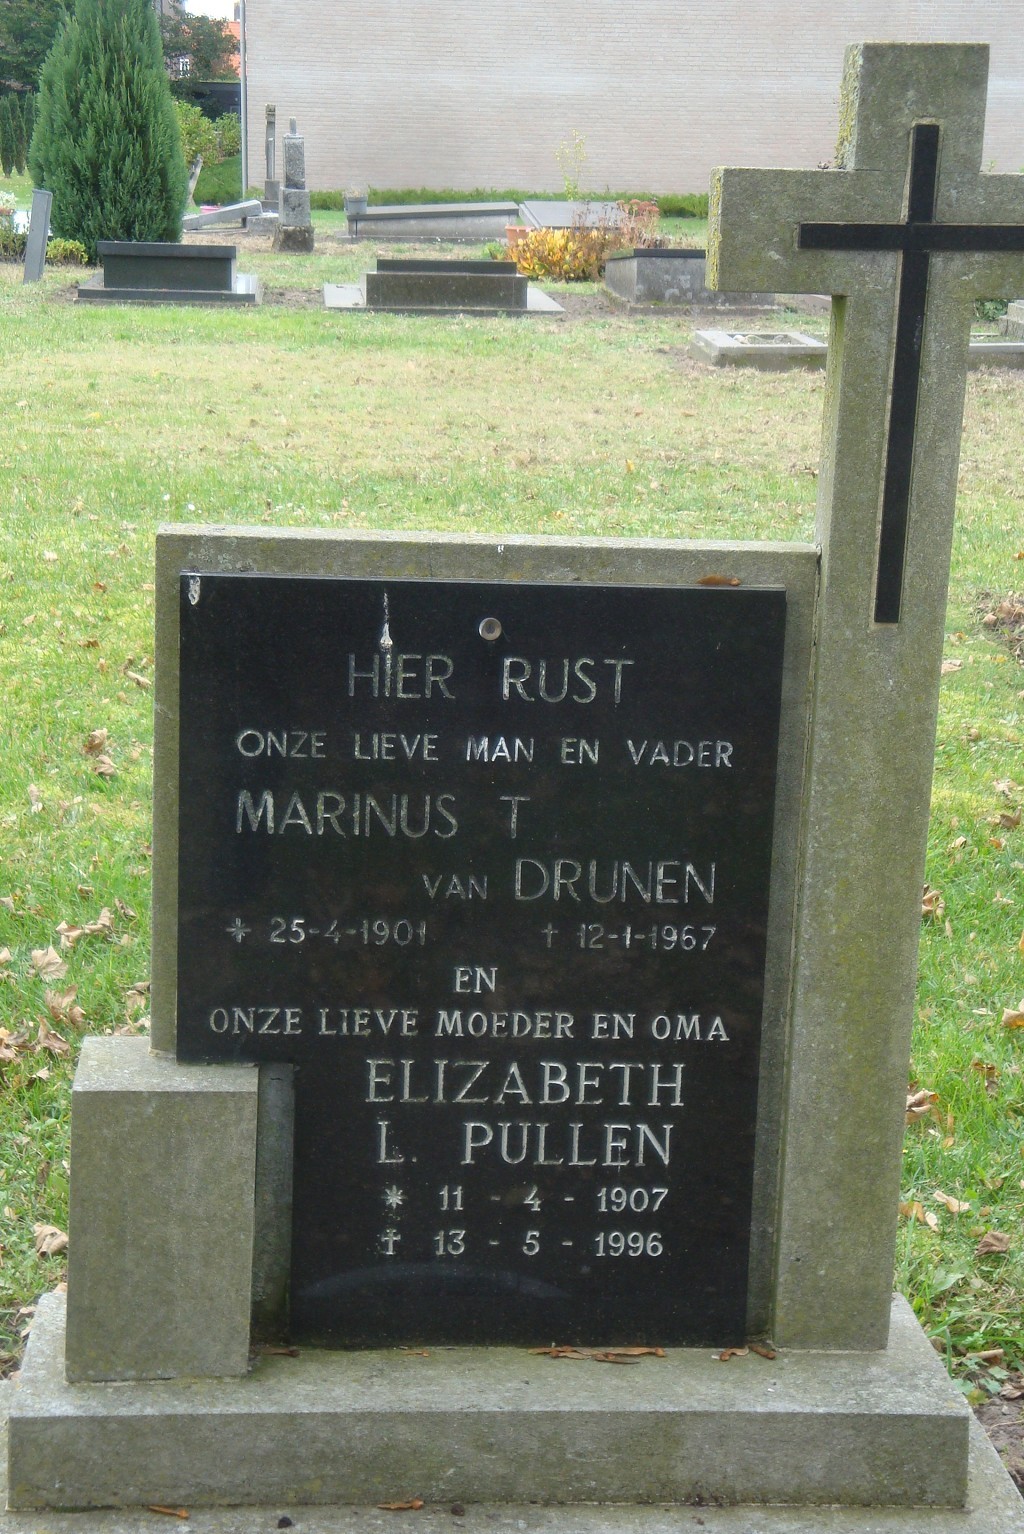 HIER RUST
ONZE LIEVE MAN EN VADER
MARINUS T
VAN DRUNEN
* 25-4-1901 † 12-1-1967
EN
ONZE LIEVE MOEDER EN OMA
ELIZABETH
L. PULLEN
* 11 - 4 - 1907
† 13 - 5 - 1996